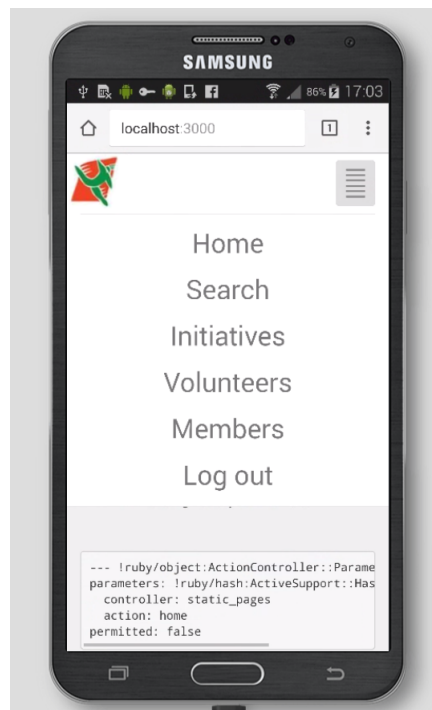 SAMSUNG
86% 17:03
localhost:3000
1
Home
Search
Initiatives
Volunteers
Members
Log out
--- !ruby/object:ActionController::Parame
parameters: !ruby/hash:ActiveSupport::Has
controller: static_pages
action: home
permitted: false